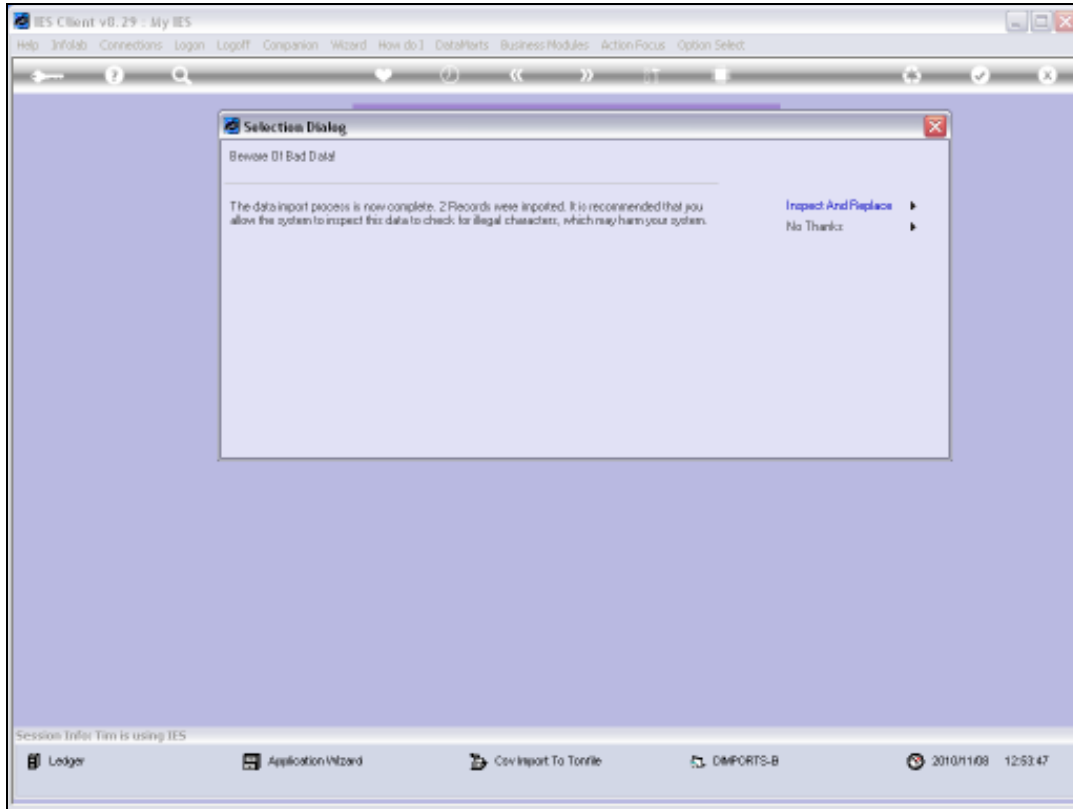 IES Client v8.29 : My IES
Help Infolab Connections Logon Logoff Companion Wizard How do I DataMarts Business Modules Action Focus Option Select
Selection Dialog
Beware Of Bad Data!
The data import process is now complete. 2 Records were imported. It is recommended that you
allow the system to inspect this data to check for illegal characters, which may harm your system.
Inspect And Replace
No Thanks
Session Info: Tim is using IES
Ledger Application Wizard Csv Import To Tonfile DIMPORTS-B 2010/11/08 12:53:47